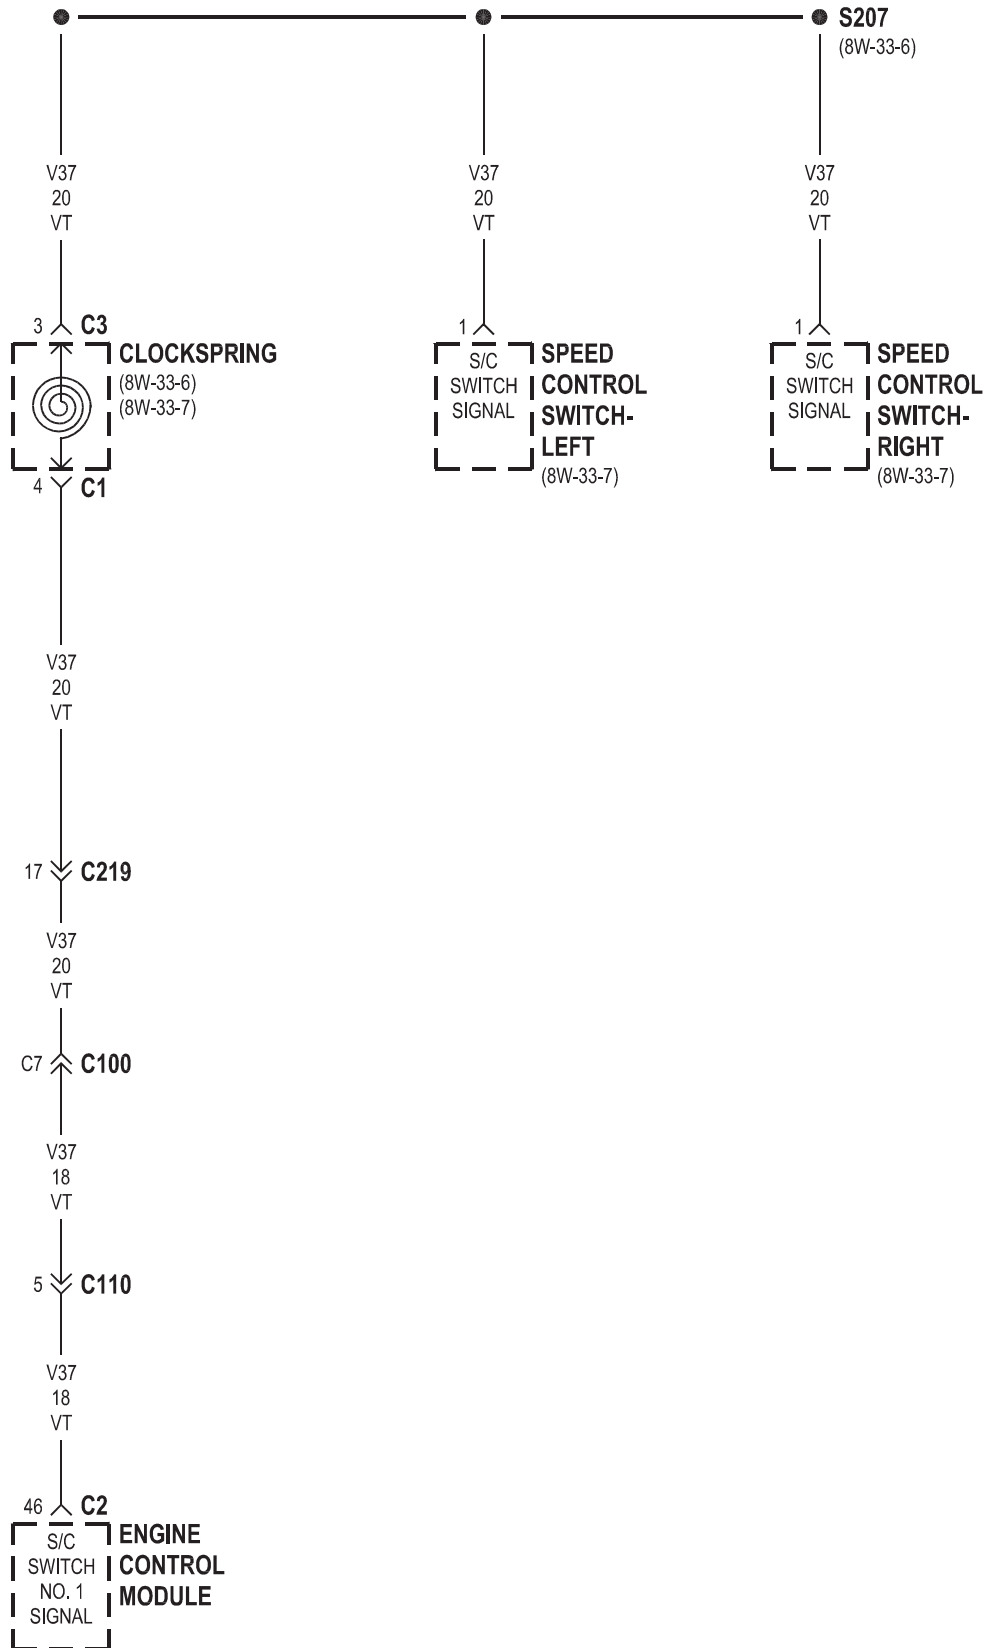 S207
(8W-33-6)
V37
20
VT
V37
20
VT
V37
20
VT
3
C3
CLOCKSPRING
(8W-33-6)
(8W-33-7)
4
C1
1
S/C
SWITCH
SIGNAL
SPEED
CONTROL
SWITCH-
LEFT
(8W-33-7)
1
S/C
SWITCH
SIGNAL
SPEED
CONTROL
SWITCH-
RIGHT
(8W-33-7)
V37
20
VT
17
C219
V37
20
VT
C7
C100
V37
18
VT
5
C110
V37
18
VT
46
C2
S/C
SWITCH
NO. 1
SIGNAL
ENGINE
CONTROL
MODULE